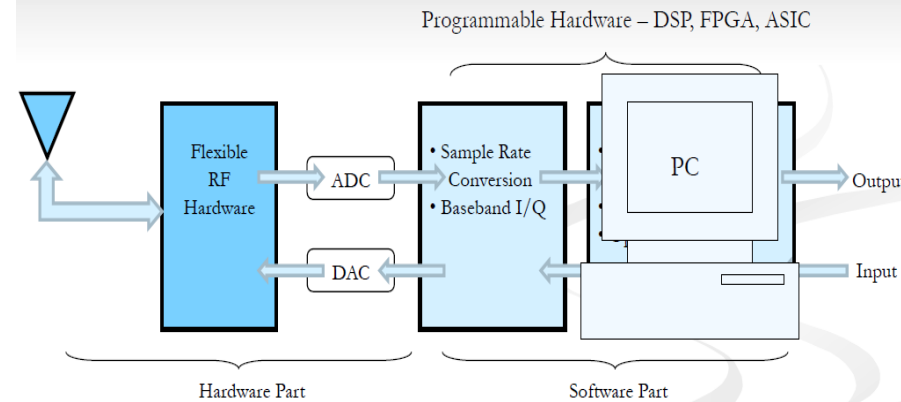 Programmable Hardware – DSP, FPGA, ASIC
Flexible
RF
Hardware
ADC
DAC
• Sample Rate
Conversion
• Baseband I/Q
PC
Output
Input
Hardware Part
Software Part